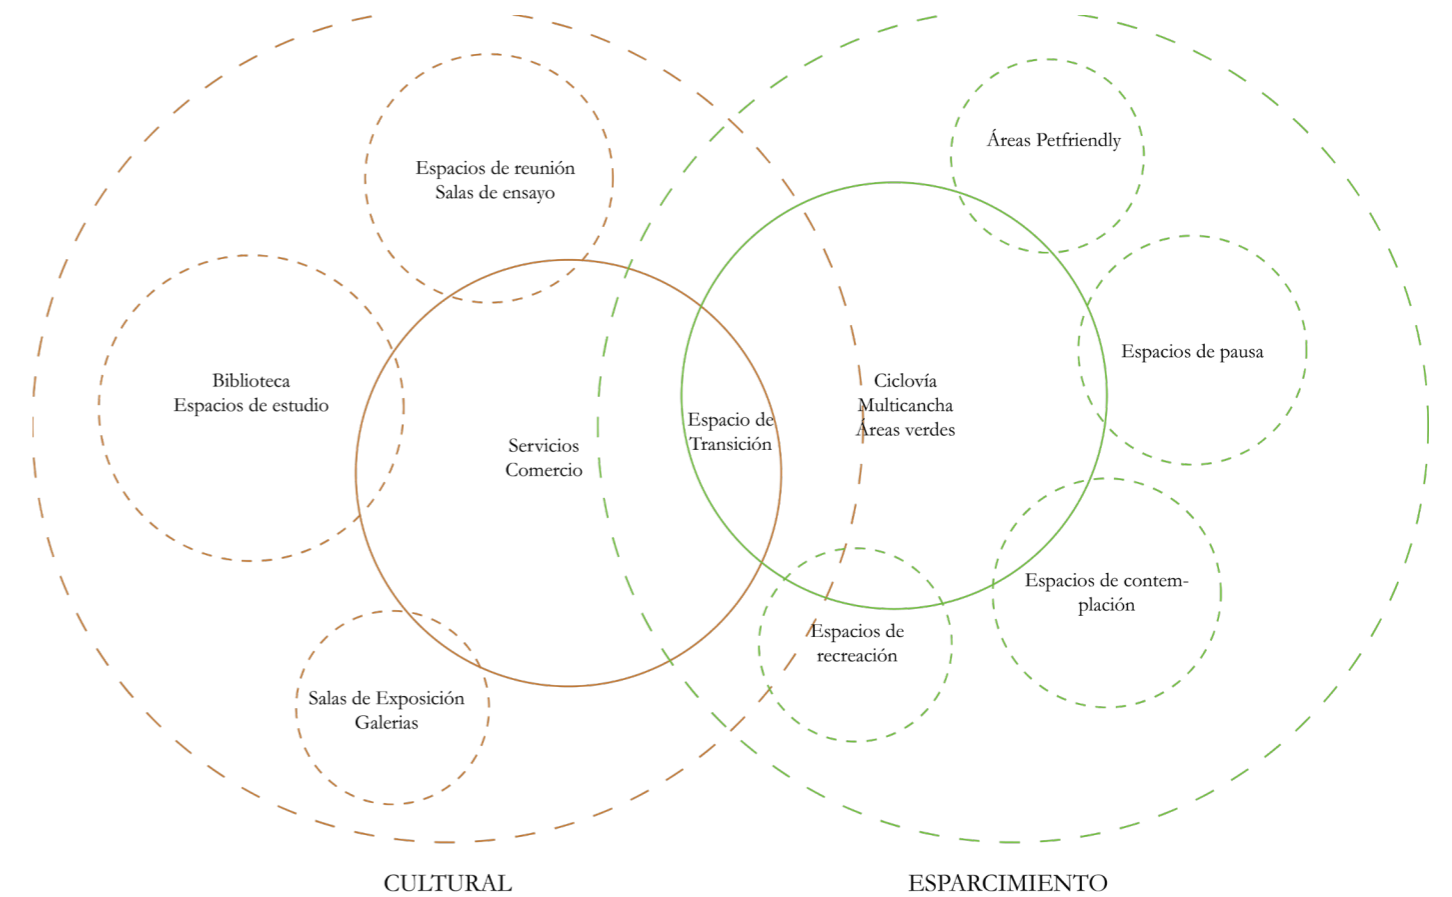 Áreas Petfriendly
Espacios de reunión
Salas de ensayo
Espacios de pausa
Biblioteca
Espacios de estudio
Ciclovía
Multicancha
Áreas verdes
Espacio de
Transición
Servicios
Comercio
Espacios de contem-
plación
Espacios de
recreación
Salas de Exposición
Galerias
CULTURAL
ESPARCIMIENTO